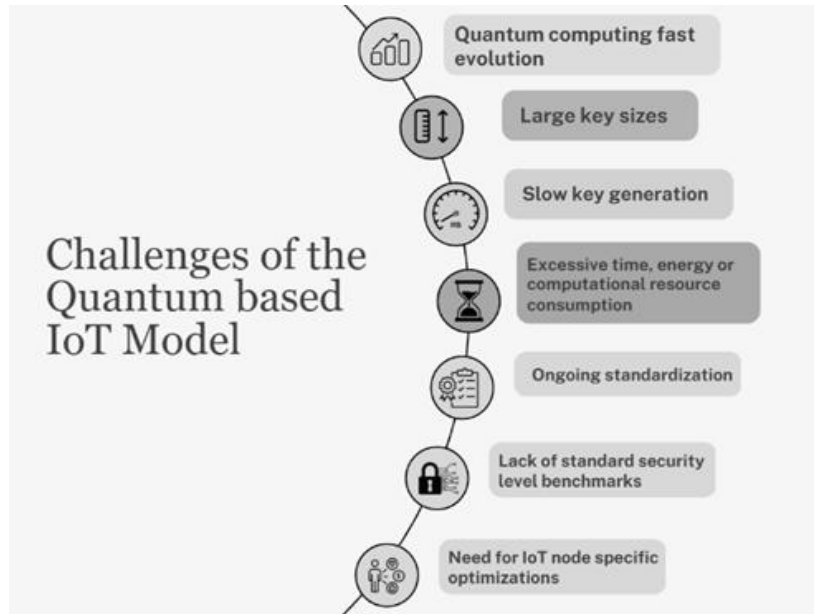 Challenges of the
Quantum based
IoT Model
Quantum computing fast
evolution
Large key sizes
Slow key generation
Excessive time, energy or
computational resource
consumption
Ongoing standardization
Lack of standard security
level benchmarks
Need for IoT node specific
optimizations